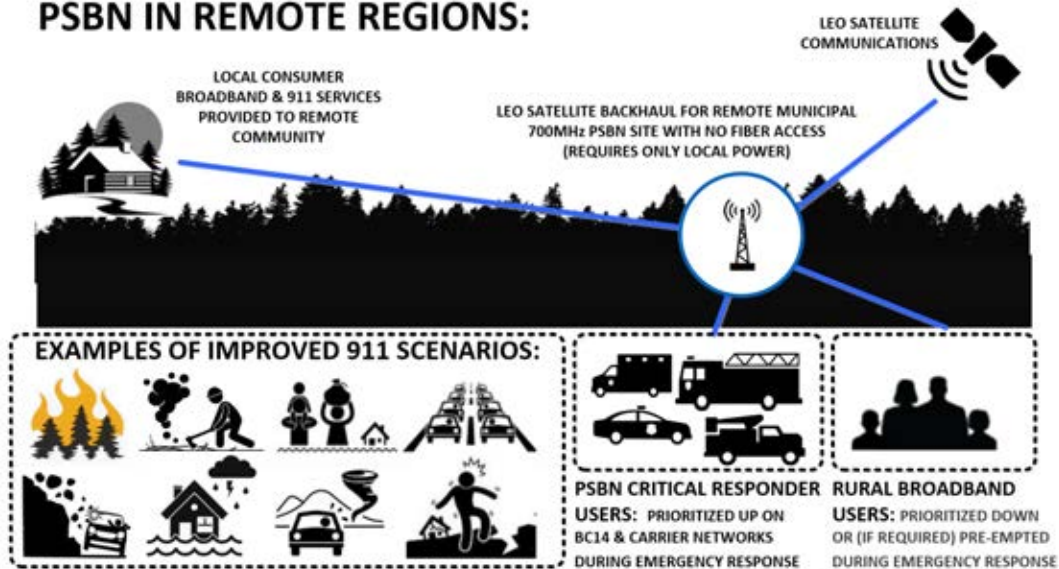 PSBN IN REMOTE REGIONS:
LEO SATELLITE
COMMUNICATIONS
LOCAL CONSUMER
BROADBAND & 911 SERVICES
PROVIDED TO REMOTE
COMMUNITY
LEO SATELLITE BACKHAUL FOR REMOTE MUNICIPAL
700MHz PSBN SITE WITH NO FIBER ACCESS
(REQUIRES ONLY LOCAL POWER)
EXAMPLES OF IMPROVED 911 SCENARIOS:
PSBN CRITICAL RESPONDER
USERS: PRIORITIZED UP ON
BC14 & CARRIER NETWORKS
DURING EMERGENCY RESPONSE
RURAL BROADBAND
USERS: PRIORITIZED DOWN
OR (IF REQUIRED) PRE-EMPTED
DURING EMERGENCY RESPONSE